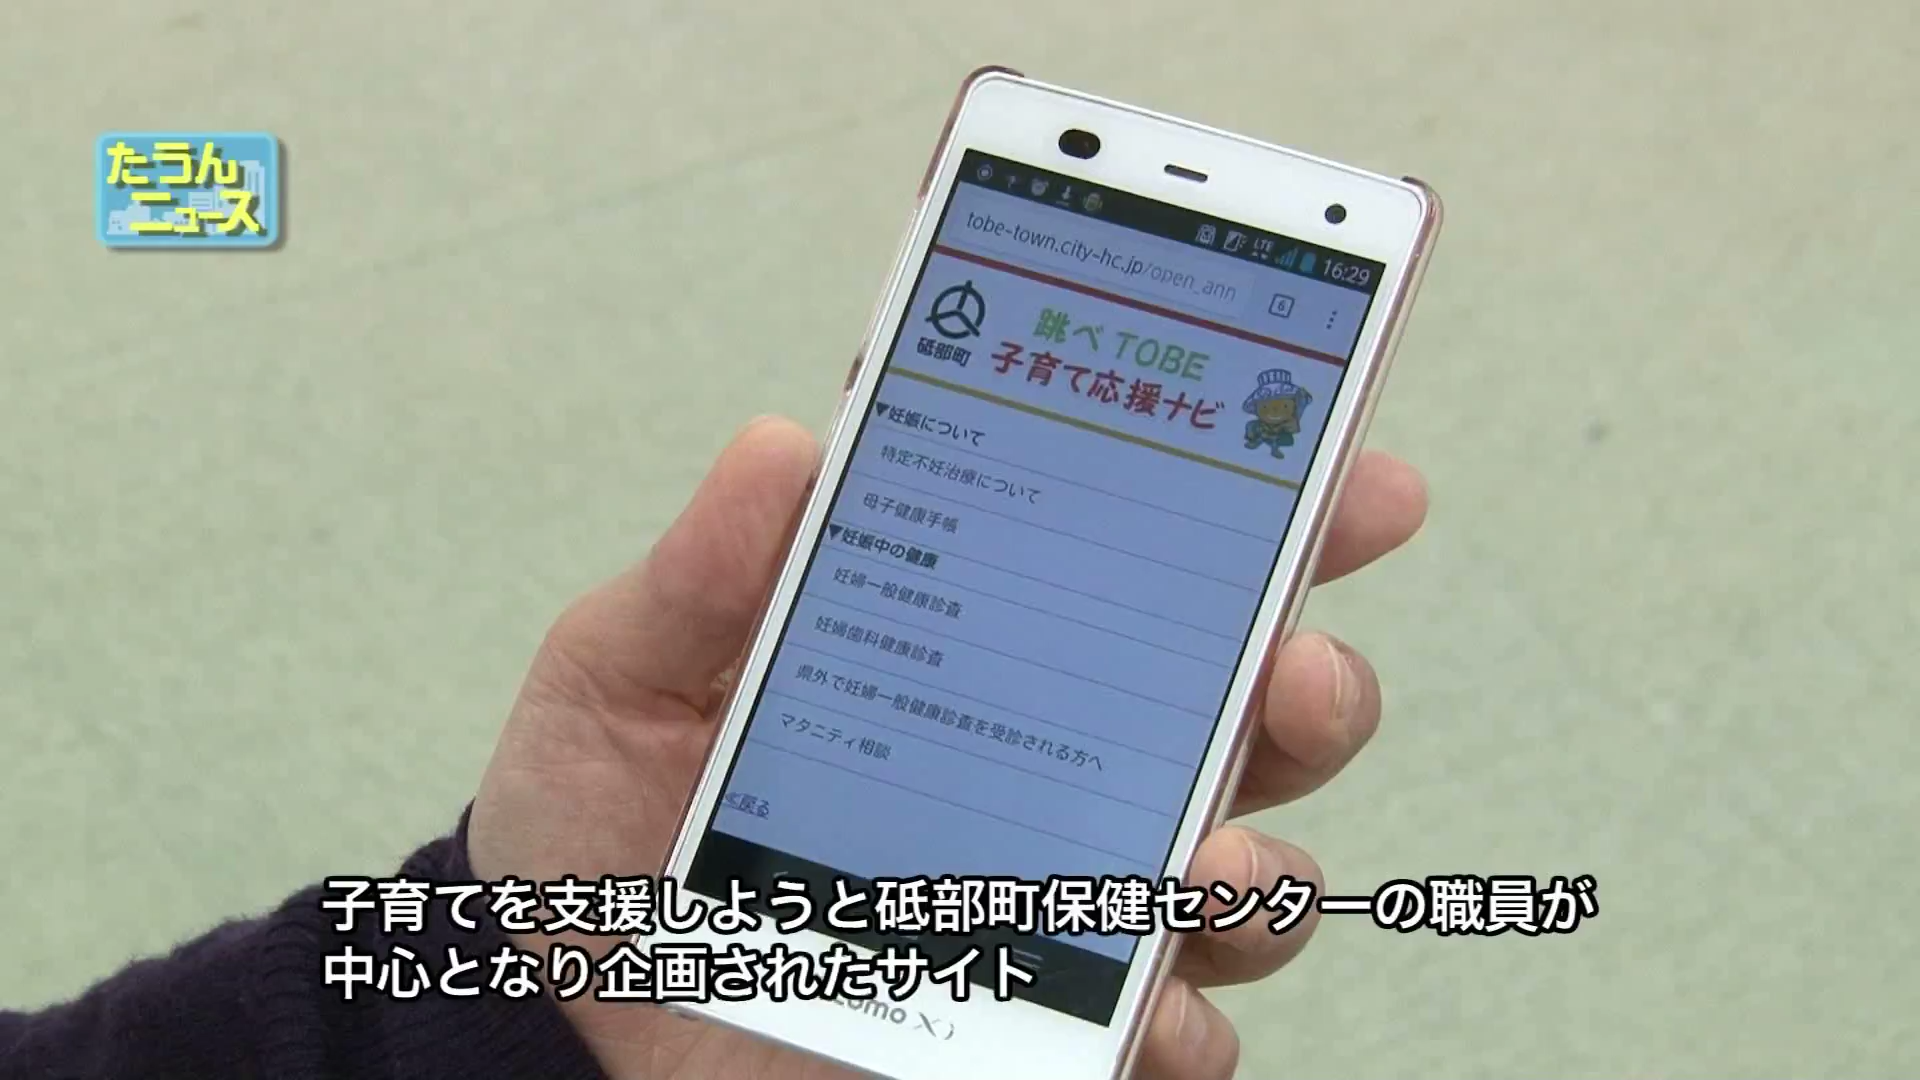 たうん
ニュース
LTE
16:29
tobe-town.city-hc.jp/open_ann
6
砥部町
跳べTOBE
子育て応援ナビ
▼妊娠について
特定不妊治療について
母子健康手帳
▼妊娠中の健康
妊婦一般健康診査
妊婦歯科健康診査
県外で妊婦一般健康診査を受診される方へ
マタニティ相談
≪戻る
子育てを支援しようと砥部町保健センターの職員が
中心となり企画されたサイト